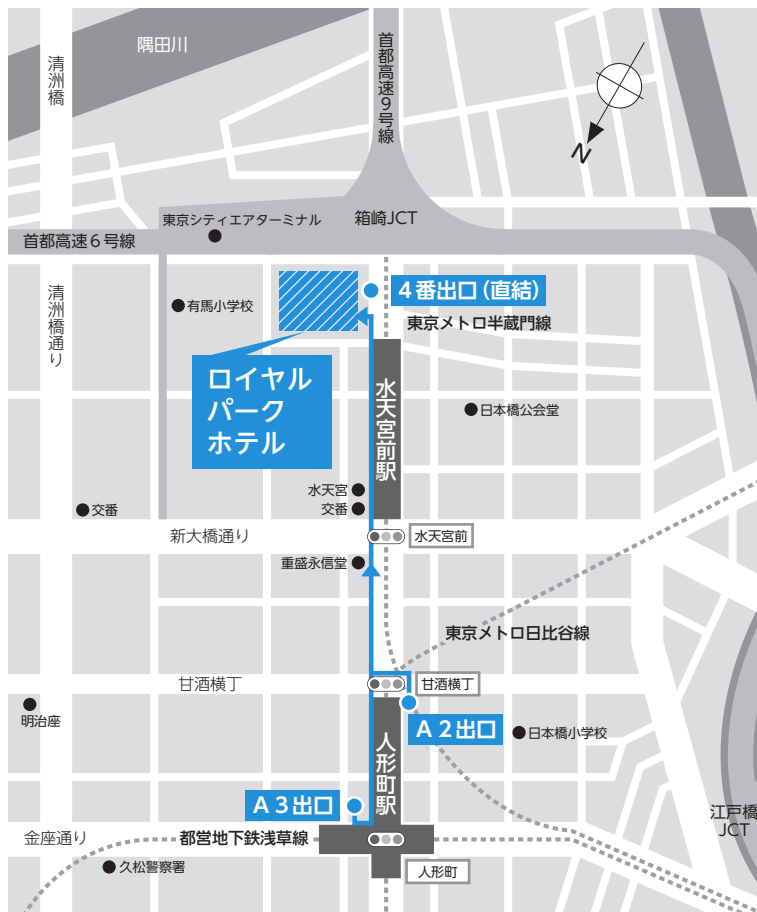 隅田川
清洲橋
首都高速9号線
N
東京シティエアターミナル
箱崎JCT
首都高速6号線
清洲橋通り
有馬小学校
4番出口(直結)
東京メトロ半蔵門線
ロイヤル
パーク
ホテル
水天宮前駅
日本橋公会堂
水天宮
交番
交番
新大橋通り
水天宮前
重盛永信堂
東京メトロ日比谷線
甘酒横丁
甘酒横丁
明治座
A2出口
日本橋小学校
人形町駅
A3出口
江戸橋
JCT
金座通り
都営地下鉄浅草線
久松警察署
人形町